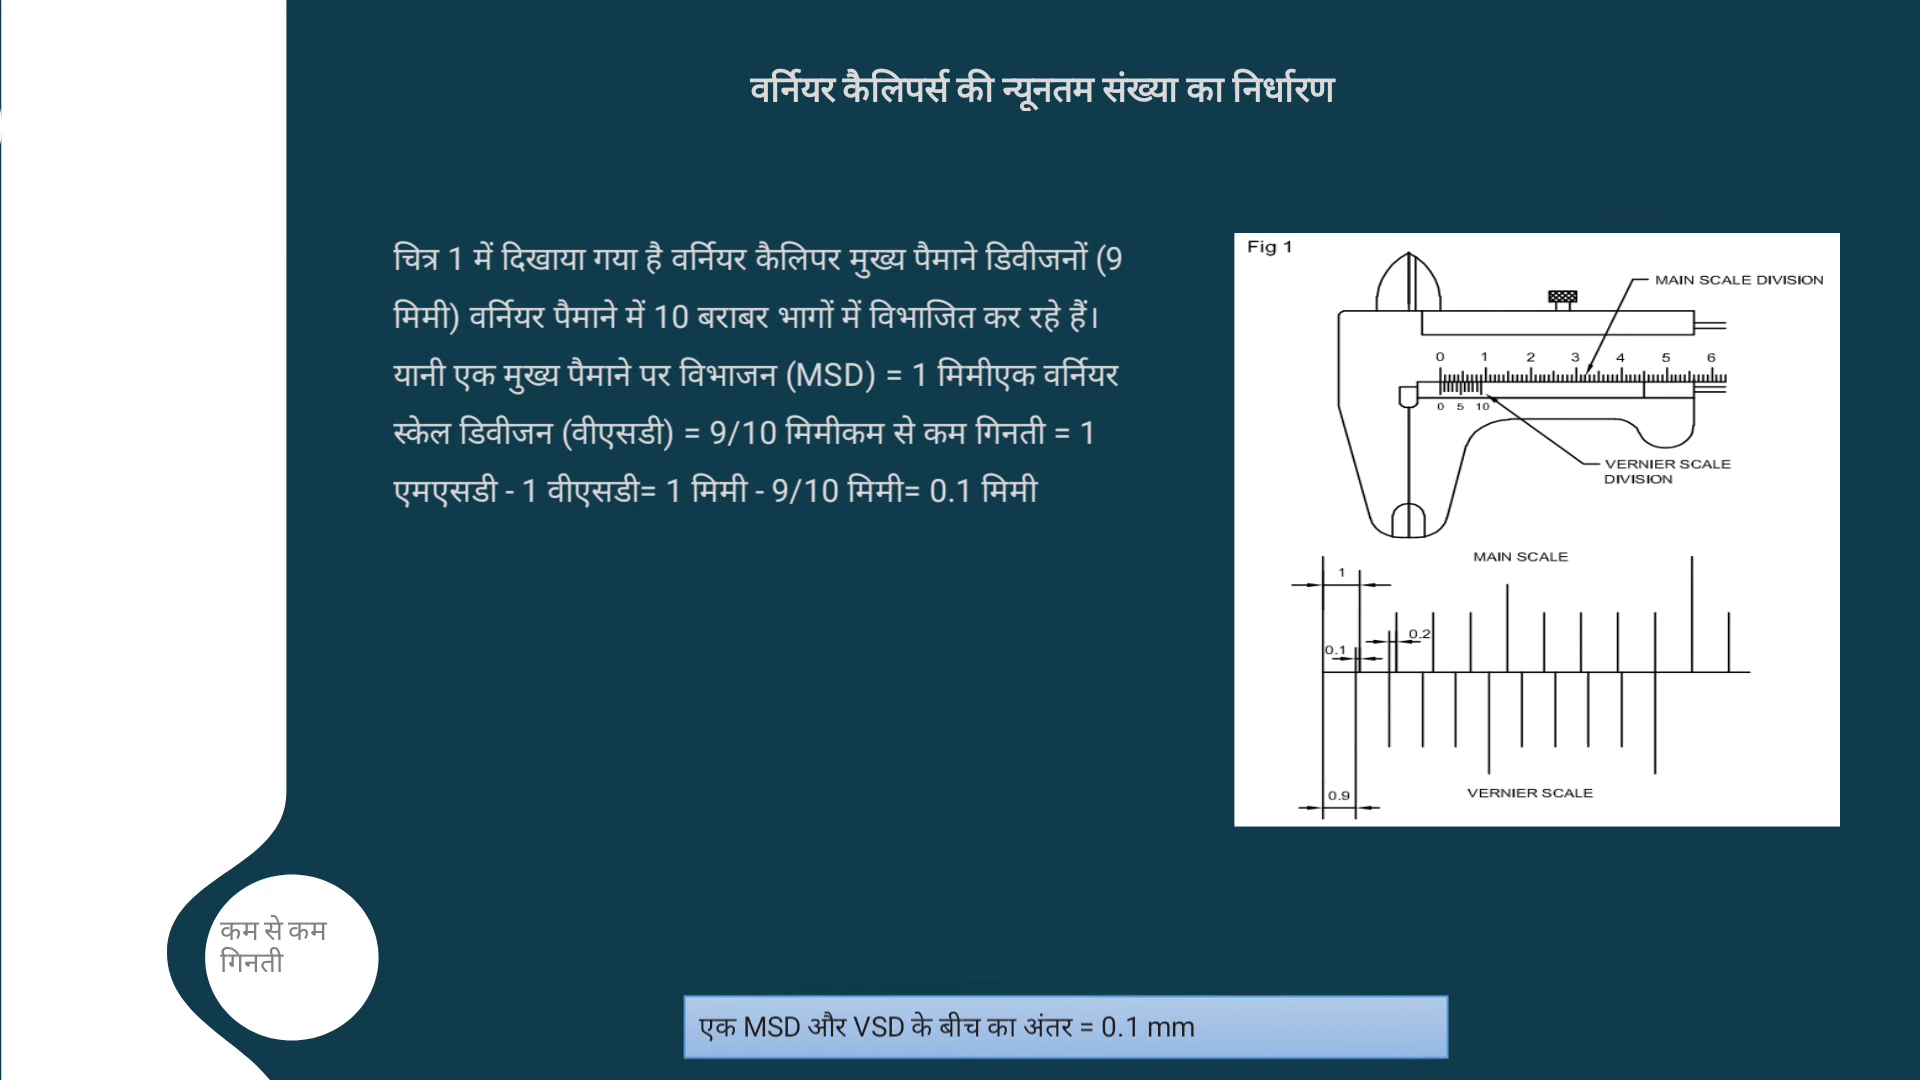 वर्नियर कैलिपर्स की न्यूनतम संख्या का निर्धारण
चित्र 1 में दिखाया गया है वर्नियर कैलिपर मुख्य पैमाने डिवीजनों (9
मिमी) वर्नियर पैमाने में 10 बराबर भागों में विभाजित कर रहे हैं।
यानी एक मुख्य पैमाने पर विभाजन (MSD) = 1 मिमीएक वर्नियर
स्केल डिवीजन (वीएसडी) = 9/10 मिमीकम से कम गिनती = 1
एमएसडी - 1 वीएसडी= 1 मिमी - 9/10 मिमी= 0.1 मिमी
Fig 1
MAIN SCALE DIVISION
0 1 2 3 4 5 6
0 5 10
VERNIER SCALE
DIVISION
MAIN SCALE
1
0.2
0.1
VERNIER SCALE
0.9
कम से कम
गिनती
एक MSD और VSD के बीच का अंतर = 0.1 mm